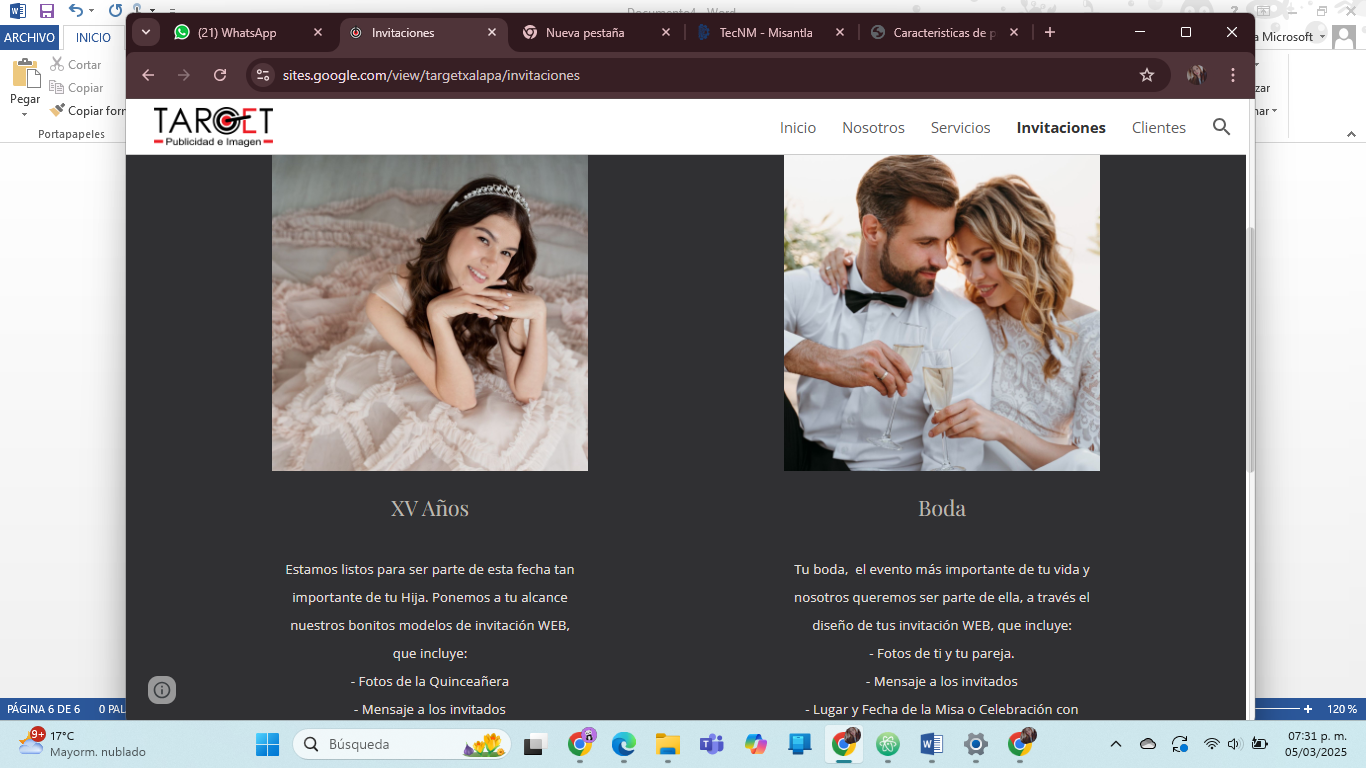 Documento4 - Word
ARCHIVO
INICIO
Cortar
Copiar
Copiar forr
Pegar
Portapapeles
a Microsoft
zar
nar
(21) WhatsApp
Invitaciones
Nueva pestaña
TecNM - Misantla
Caracteristicas de p
sites.google.com/view/targetxalapa/invitaciones
TARGET
Publicidad e Imagen
Inicio
Nosotros
Servicios
Invitaciones
Clientes
XV Años
Estamos listos para ser parte de esta fecha tan
importante de tu Hija. Ponemos a tu alcance
nuestros bonitos modelos de invitación WEB,
que incluye:
- Fotos de la Quinceañera
- Mensaje a los invitados
Boda
Tu boda,  el evento más importante de tu vida y
nosotros queremos ser parte de ella, a través el
diseño de tus invitación WEB, que incluye:
- Fotos de ti y tu pareja.
- Mensaje a los invitados
- Lugar y Fecha de la Misa o Celebración con
PÁGINA 6 DE 6
0 PAL
120 %
9+
17°C
Mayorm. nublado
Búsqueda
07:31 p. m.
05/03/2025